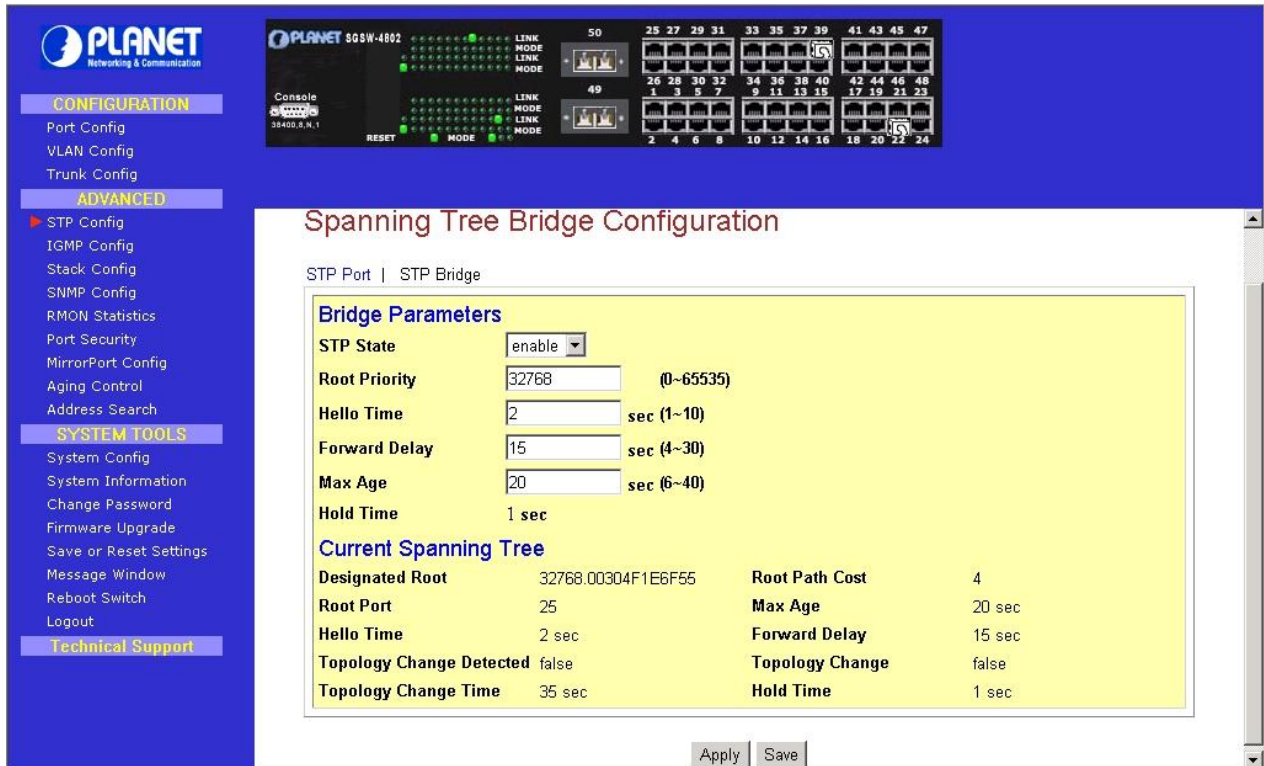 PLANET
Networking & Communication
CONFIGURATION
Port Config
VLAN Config
Trunk Config
ADVANCED
STP Config
IGMP Config
Stack Config
SNMP Config
RMON Statistics
Port Security
MirrorPort Config
Aging Control
Address Search
SYSTEM TOOLS
System Config
System Information
Change Password
Firmware Upgrade
Save or Reset Settings
Message Window
Reboot Switch
Logout
Technical Support
PLANET SGSW-4802
LINK
MODE
LINK
MODE
Console
38400,8,N,1
LINK
MODE
LINK
MODE
RESET MODE
50
49
25 27 29 31 33 35 37 39 41 43 45 47
26 28 30 32 34 36 38 40 42 44 46 48
1 3 5 7 9 11 13 15 17 19 21 23
2 4 6 8 10 12 14 16 18 20 22 24
Spanning Tree Bridge Configuration
STP Port | STP Bridge
Bridge Parameters
STP State enable
Root Priority 32768 (0~65535)
Hello Time 2 sec (1~10)
Forward Delay 15 sec (4~30)
Max Age 20 sec (6~40)
Hold Time 1 sec
Current Spanning Tree
Designated Root 32768.00304F1E6F55 Root Path Cost 4
Root Port 25 Max Age 20 sec
Hello Time 2 sec Forward Delay 15 sec
Topology Change Detected false Topology Change false
Topology Change Time 35 sec Hold Time 1 sec
Apply Save